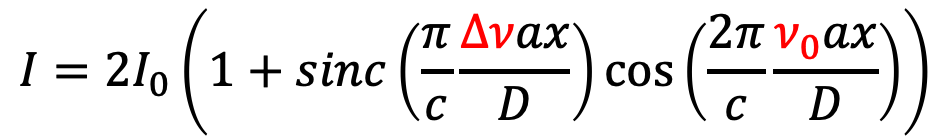 I = 2I₀ (1 + sinc (π/c Δνax/D) cos (2π/c ν₀ax/D))